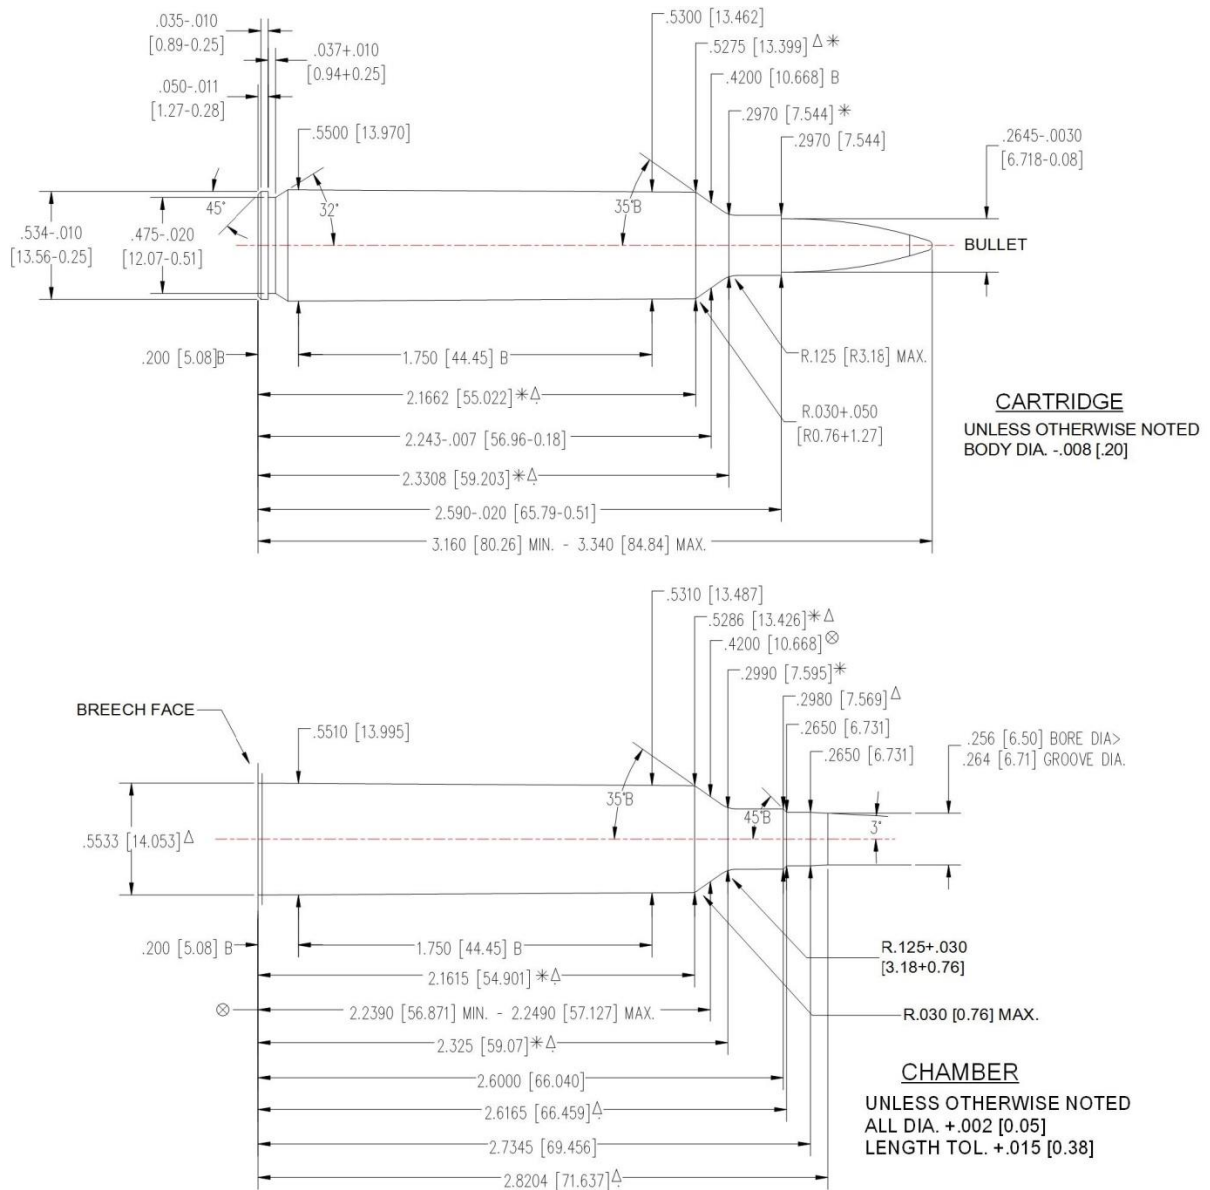 .035-.010
[0.89-0.25]
.037+.010
[0.94+0.25]
.050-.011
[1.27-0.28]
.5300 [13.462]
.5275 [13.399] Δ *
.4200 [10.668] B
.2970 [7.544] *
.2970 [7.544]
.2645-.0030
[6.718-0.08]
.5500 [13.970]
45°
32°
35°B
.534-.010
[13.56-0.25]
.475-.020
[12.07-0.51]
BULLET
.200 [5.08]B
1.750 [44.45] B
R.125 [R3.18] MAX.
2.1662 [55.022]*Δ
R.030+.050
[R0.76+1.27]
2.243-.007 [56.96-0.18]
2.3308 [59.203]*Δ
2.590-.020 [65.79-0.51]
3.160 [80.26] MIN. - 3.340 [84.84] MAX.
CARTRIDGE
UNLESS OTHERWISE NOTED
BODY DIA. -.008 [.20]
.5310 [13.487]
.5286 [13.426]*Δ
.4200 [10.668]⊗
.2990 [7.595]*
.2980 [7.569]Δ
.2650 [6.731]
.2650 [6.731]
.256 [6.50] BORE DIA>
.264 [6.71] GROOVE DIA.
BREECH FACE
.5510 [13.995]
35°B
45°B
3°
.5533 [14.053]Δ
.200 [5.08] B
1.750 [44.45] B
R.125+.030
[3.18+0.76]
2.1615 [54.901]*Δ
⊗ 2.2390 [56.871] MIN. - 2.2490 [57.127] MAX.
R.030 [0.76] MAX.
2.325 [59.07]*Δ
2.6000 [66.040]
2.6165 [66.459]Δ
2.7345 [69.456]
2.8204 [71.637]Δ
CHAMBER
UNLESS OTHERWISE NOTED
ALL DIA. +.002 [0.05]
LENGTH TOL. +.015 [0.38]